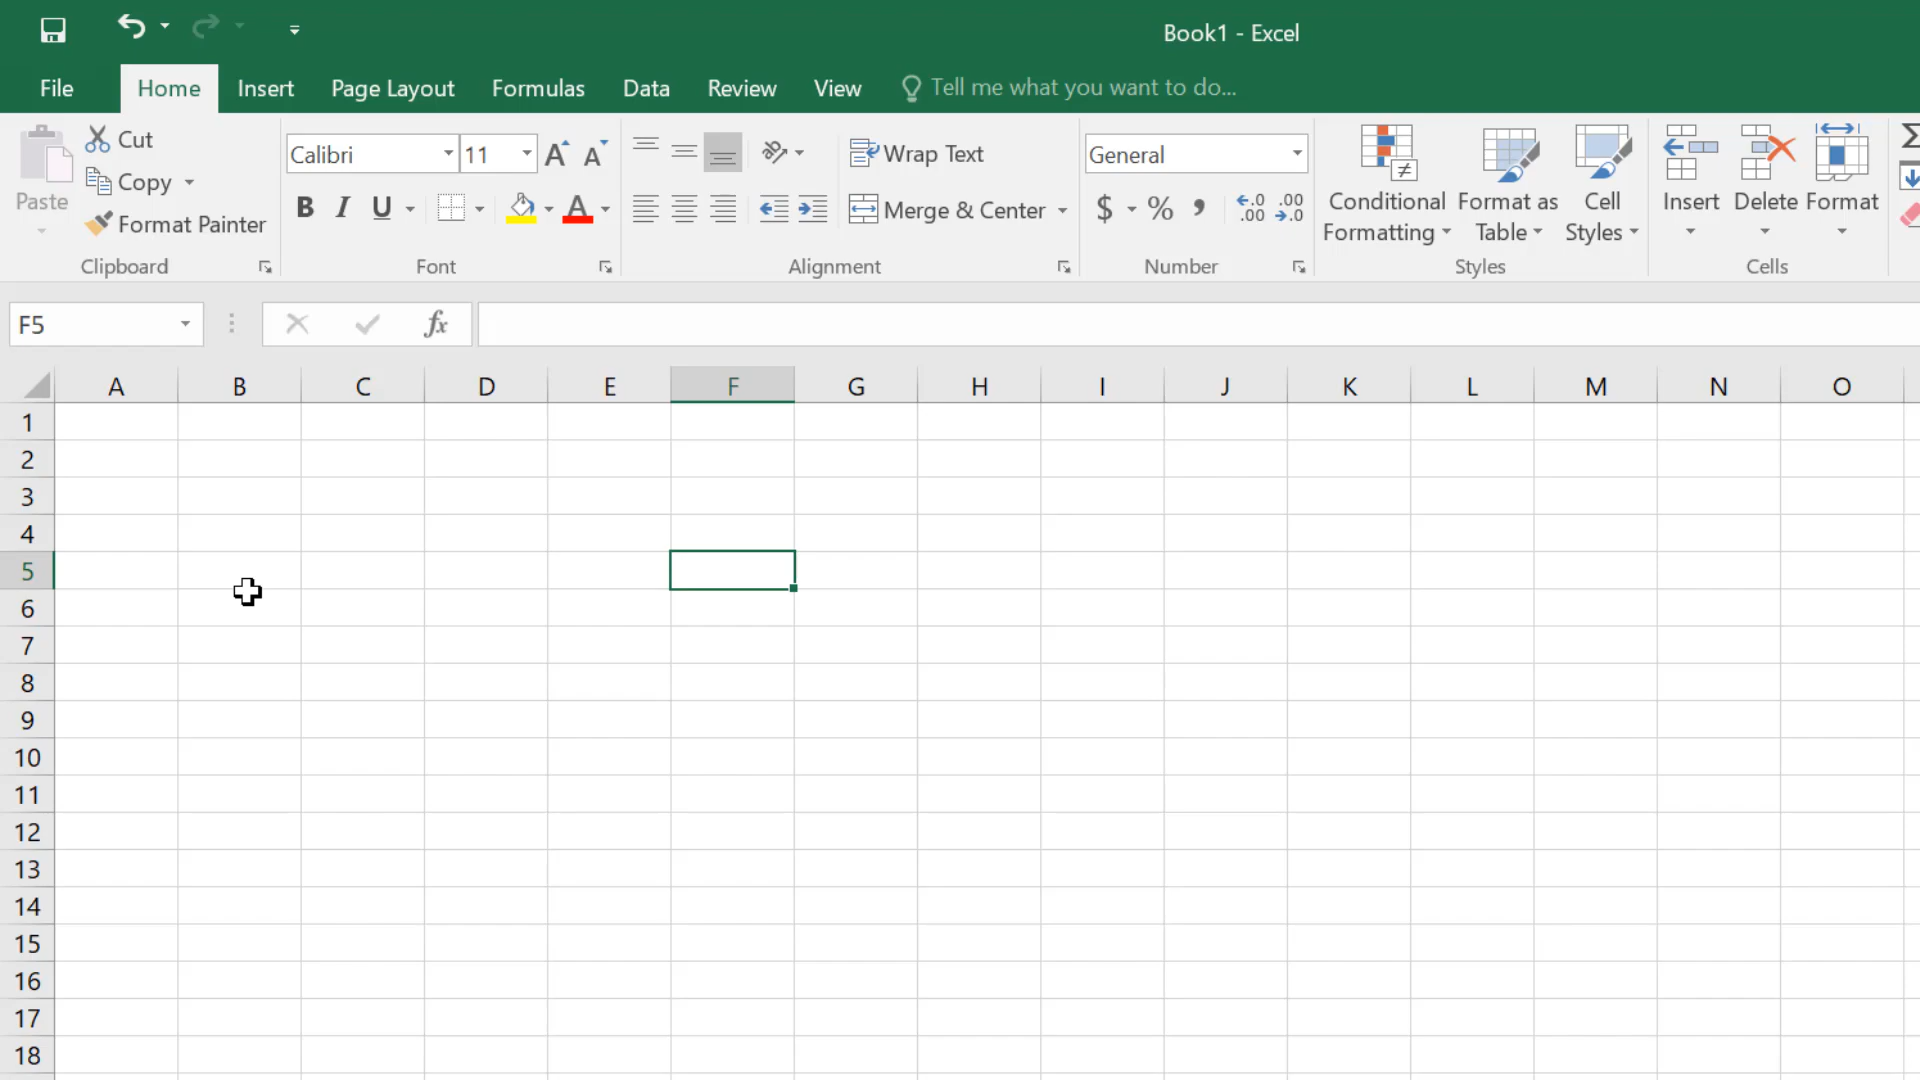 Book1 - Excel
File Home Insert Page Layout Formulas Data Review View Tell me what you want to do...
Paste
Cut
Copy
Format Painter
Clipboard
Calibri 11
B I U
Font
Wrap Text
Merge & Center
Alignment
General
$ % ,
Number
Conditional Formatting
Format as Table
Cell Styles
Styles
Insert Delete Format
Cells
F5 fx
A B C D E F G H I J K L M N O
1
2
3
4
5
6
7
8
9
10
11
12
13
14
15
16
17
18